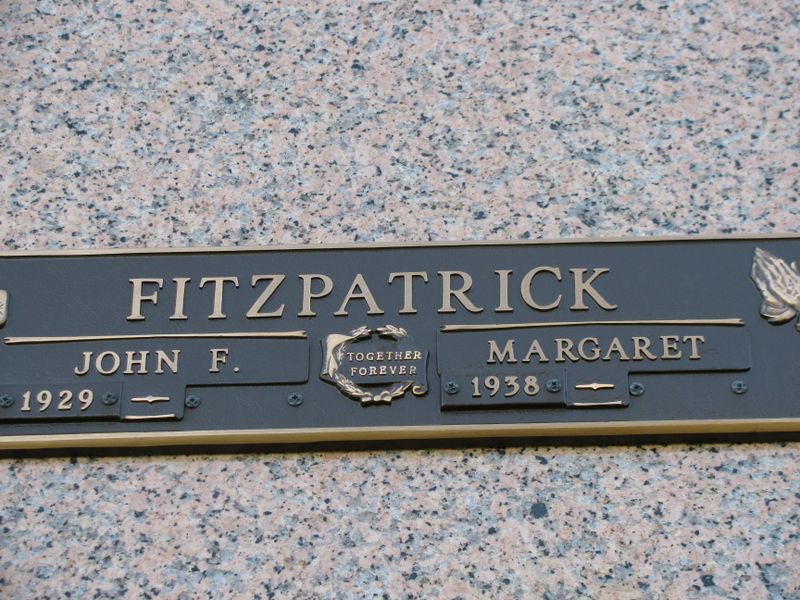 FITZPATRICK
JOHN F.
TOGETHER
FOREVER
MARGARET
1929
1938